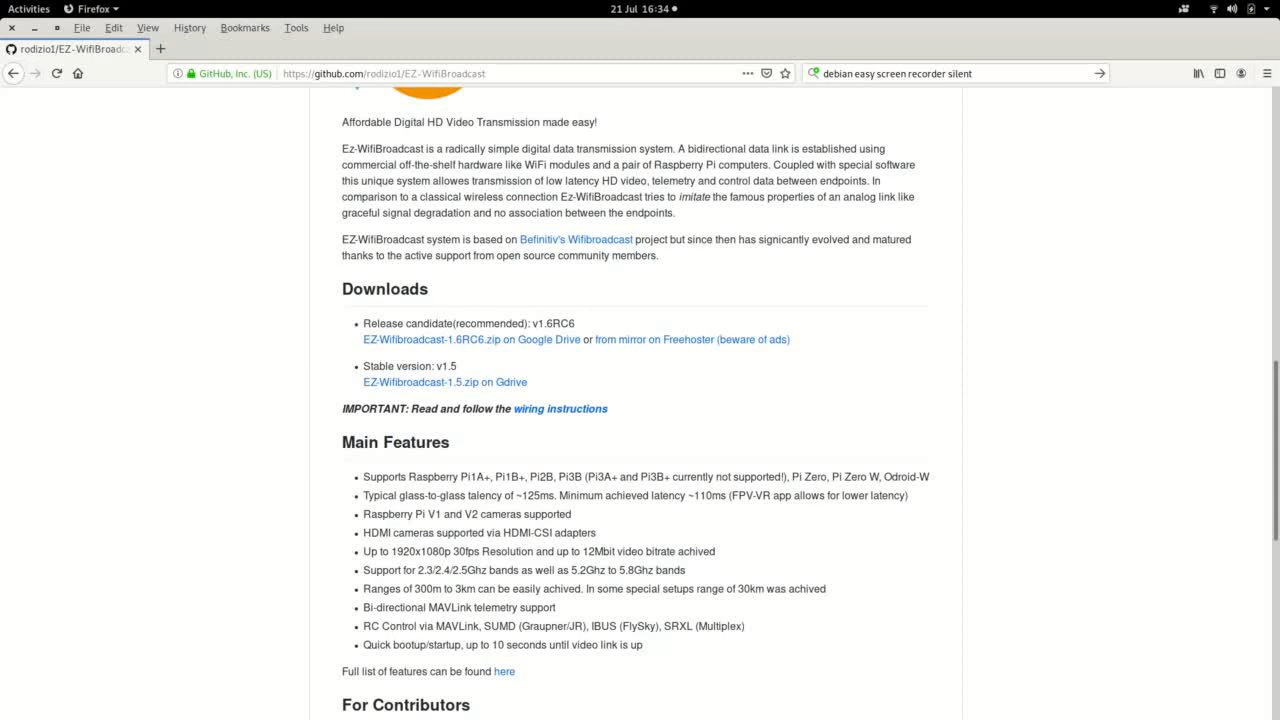 Activities Firefox 21 Jul 16:34
File Edit View History Bookmarks Tools Help
rodizio1/EZ-WifiBroadc
GitHub, Inc. (US) https://github.com/rodizio1/EZ-WifiBroadcast debian easy screen recorder silent
Affordable Digital HD Video Transmission made easy!
Ez-WifiBroadcast is a radically simple digital data transmission system. A bidirectional data link is established using
commercial off-the-shelf hardware like WiFi modules and a pair of Raspberry Pi computers. Coupled with special software
this unique system allowes transmission of low latency HD video, telemetry and control data between endpoints. In
comparison to a classical wireless connection Ez-WifiBroadcast tries to imitate the famous properties of an analog link like
graceful signal degradation and no association between the endpoints.
EZ-WifiBroadcast system is based on Befinitiv's Wifibroadcast project but since then has signicantly evolved and matured
thanks to the active support from open source community members.
Downloads
• Release candidate(recommended): v1.6RC6
EZ-Wifibroadcast-1.6RC6.zip on Google Drive or from mirror on Freehoster (beware of ads)
• Stable version: v1.5
EZ-Wifibroadcast-1.5.zip on Gdrive
IMPORTANT: Read and follow the wiring instructions
Main Features
• Supports Raspberry Pi1A+, Pi1B+, Pi2B, Pi3B (Pi3A+ and Pi3B+ currently not supported!), Pi Zero, Pi Zero W, Odroid-W
• Typical glass-to-glass talency of ~125ms. Minimum achieved latency ~110ms (FPV-VR app allows for lower latency)
• Raspberry Pi V1 and V2 cameras supported
• HDMI cameras supported via HDMI-CSI adapters
• Up to 1920x1080p 30fps Resolution and up to 12Mbit video bitrate achived
• Support for 2.3/2.4/2.5Ghz bands as well as 5.2Ghz to 5.8Ghz bands
• Ranges of 300m to 3km can be easily achived. In some special setups range of 30km was achived
• Bi-directional MAVLink telemetry support
• RC Control via MAVLink, SUMD (Graupner/JR), IBUS (FlySky), SRXL (Multiplex)
• Quick bootup/startup, up to 10 seconds until video link is up
Full list of features can be found here
For Contributors